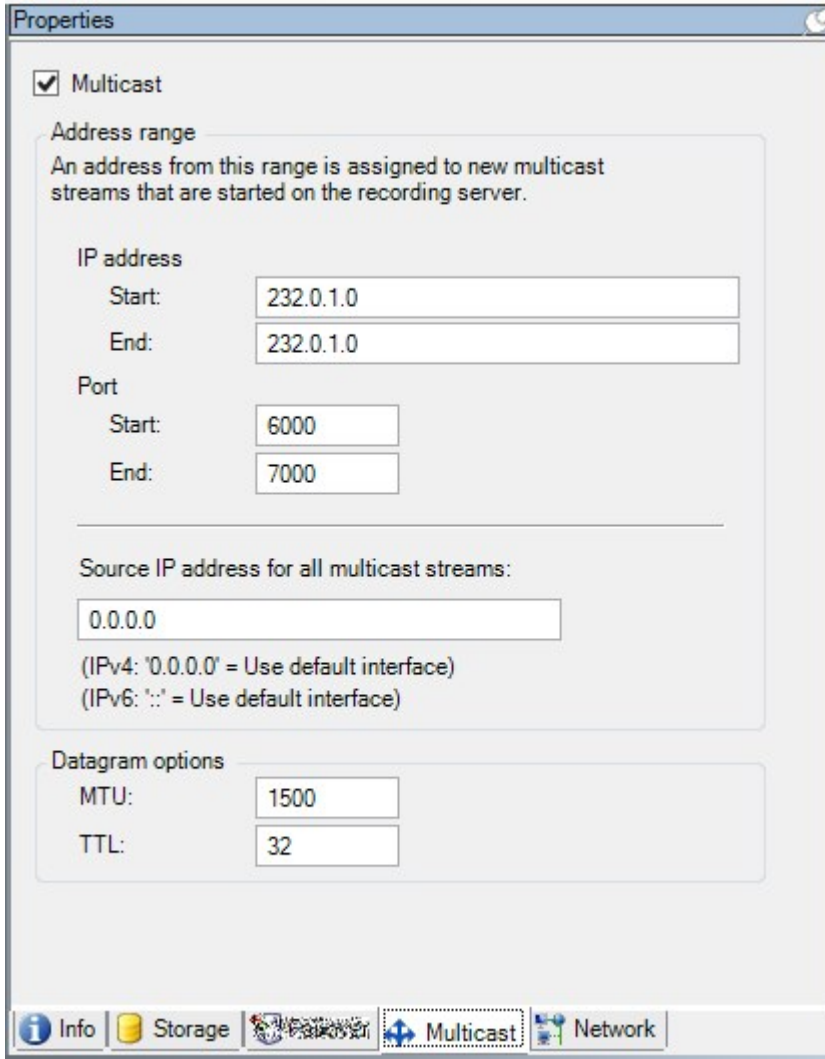 Properties
Multicast
Address range
An address from this range is assigned to new multicast
streams that are started on the recording server.
IP address
Start: 232.0.1.0
End: 232.0.1.0
Port
Start: 6000
End: 7000
Source IP address for all multicast streams:
0.0.0.0
(IPv4: '0.0.0.0' = Use default interface)
(IPv6: '::' = Use default interface)
Datagram options
MTU: 1500
TTL: 32
Info Storage Multicast Network